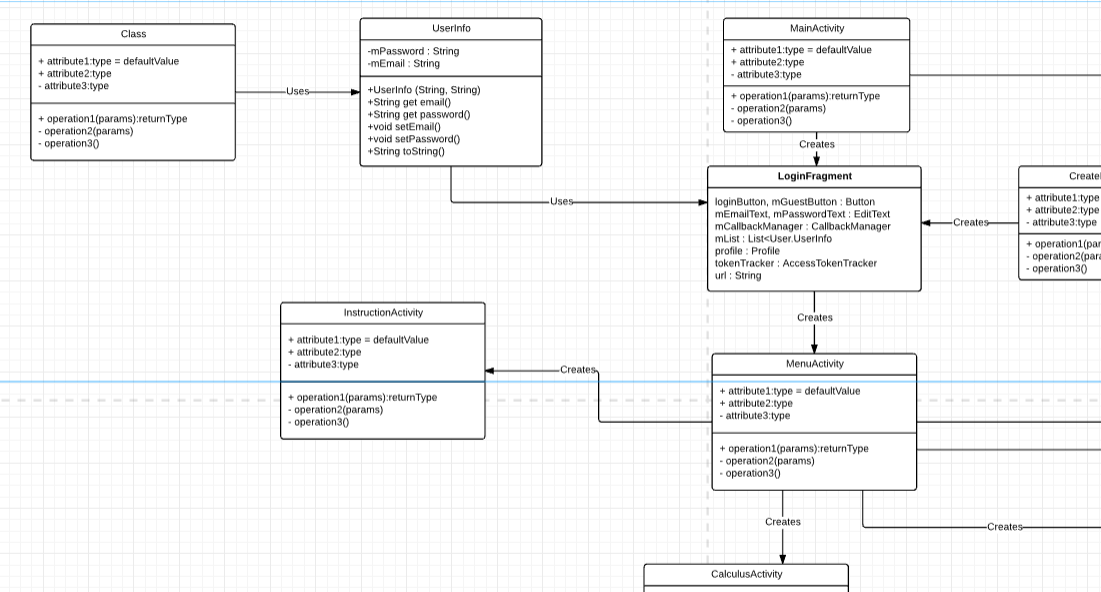 Class
+ attribute1:type = defaultValue
+ attribute2:type
- attribute3:type
+ operation1(params):returnType
- operation2(params)
- operation3()
Uses
UserInfo
-mPassword : String
-mEmail : String
+UserInfo (String, String)
+String get email()
+String get password()
+void setEmail()
+void setPassword()
+String toString()
Uses
MainActivity
+ attribute1:type = defaultValue
+ attribute2:type
- attribute3:type
+ operation1(params):returnType
- operation2(params)
- operation3()
Creates
LoginFragment
loginButton, mGuestButton : Button
mEmailText, mPasswordText : EditText
mCallbackManager : CallbackManager
mList : List<User.UserInfo
profile : Profile
tokenTracker : AccessTokenTracker
url : String
Creates
Create
+ attribute1:type
+ attribute2:type
- attribute3:type
+ operation1(par
- operation2(para
- operation3()
Creates
InstructionActivity
+ attribute1:type = defaultValue
+ attribute2:type
- attribute3:type
+ operation1(params):returnType
- operation2(params)
- operation3()
Creates
MenuActivity
+ attribute1:type = defaultValue
+ attribute2:type
- attribute3:type
+ operation1(params):returnType
- operation2(params)
- operation3()
Creates
Creates
CalculusActivity